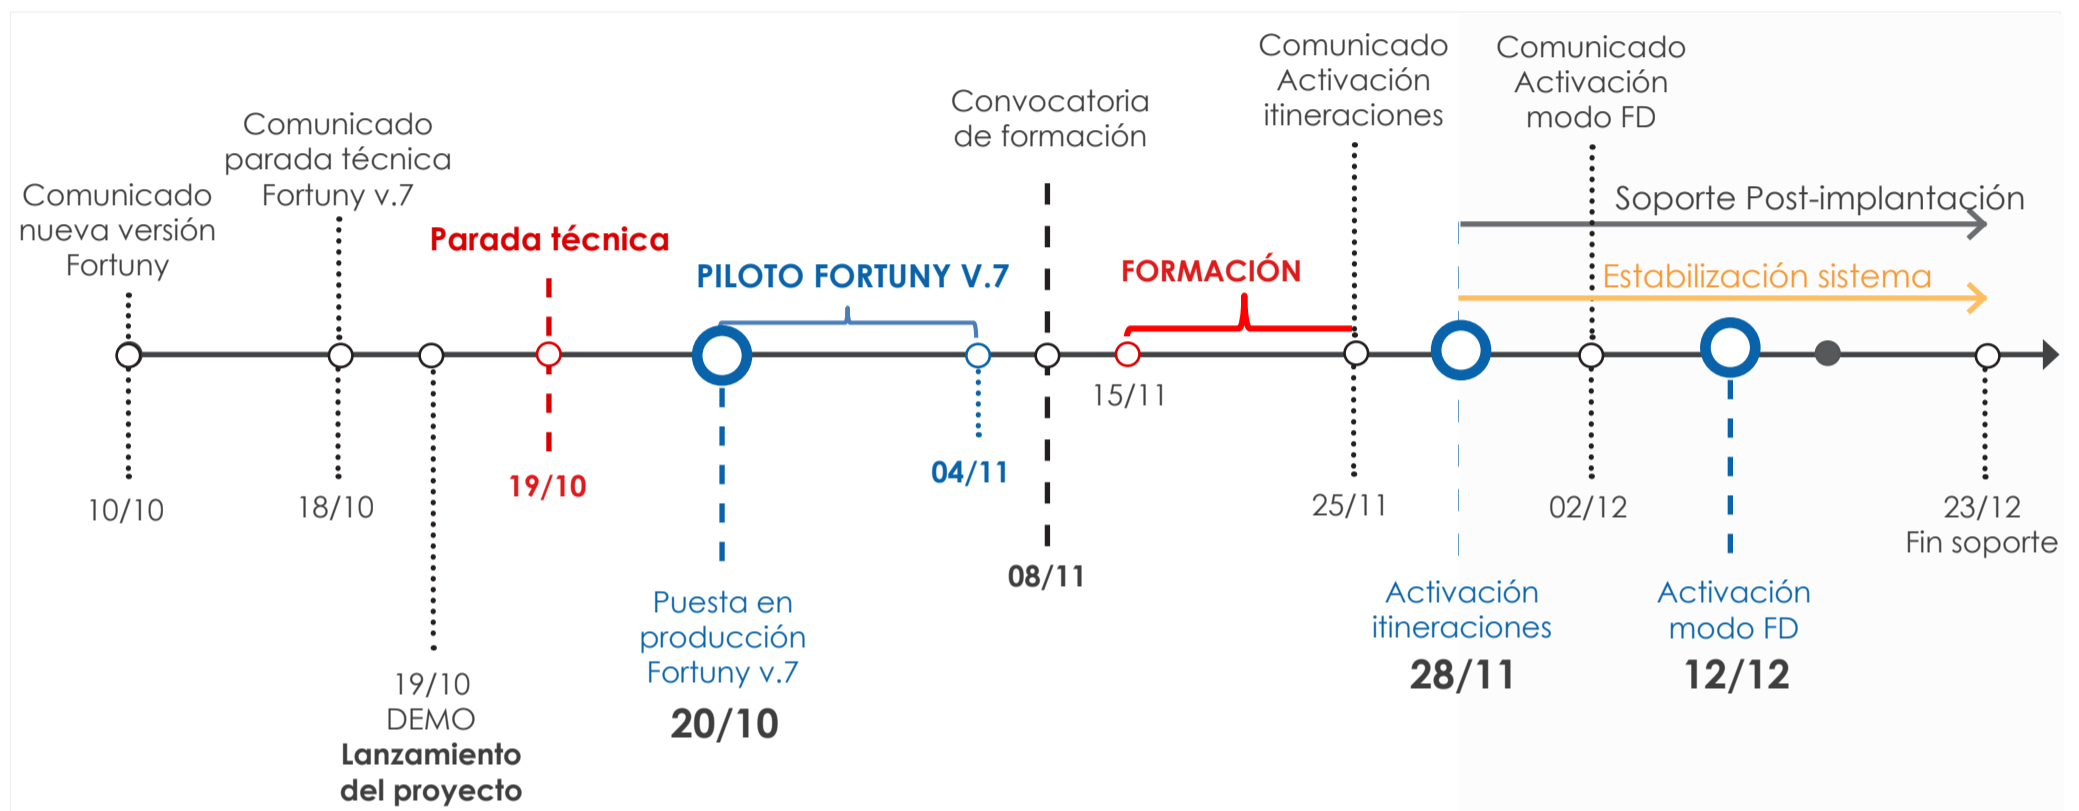 Comunicado
nueva versión
Fortuny
10/10
Comunicado
parada técnica
Fortuny v.7
18/10
19/10
DEMO
Lanzamiento
del proyecto
Parada técnica
19/10
PILOTO FORTUNY V.7
Puesta en
producción
Fortuny v.7
20/10
04/11
Convocatoria
de formación
08/11
FORMACIÓN
15/11
Comunicado
Activación
itineraciones
25/11
Activación
itineraciones
28/11
Comunicado
Activación
modo FD
02/12
Soporte Post-implantación
Estabilización sistema
Activación
modo FD
12/12
23/12
Fin soporte